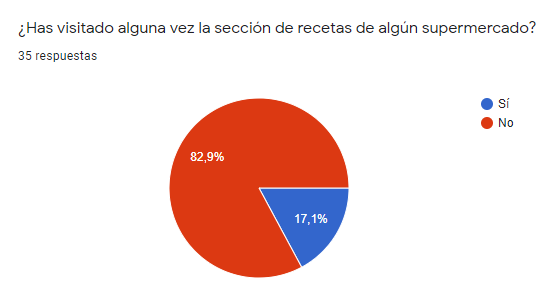 ¿Has visitado alguna vez la sección de recetas de algún supermercado?
35 respuestas
Sí
No
82,9%
17,1%